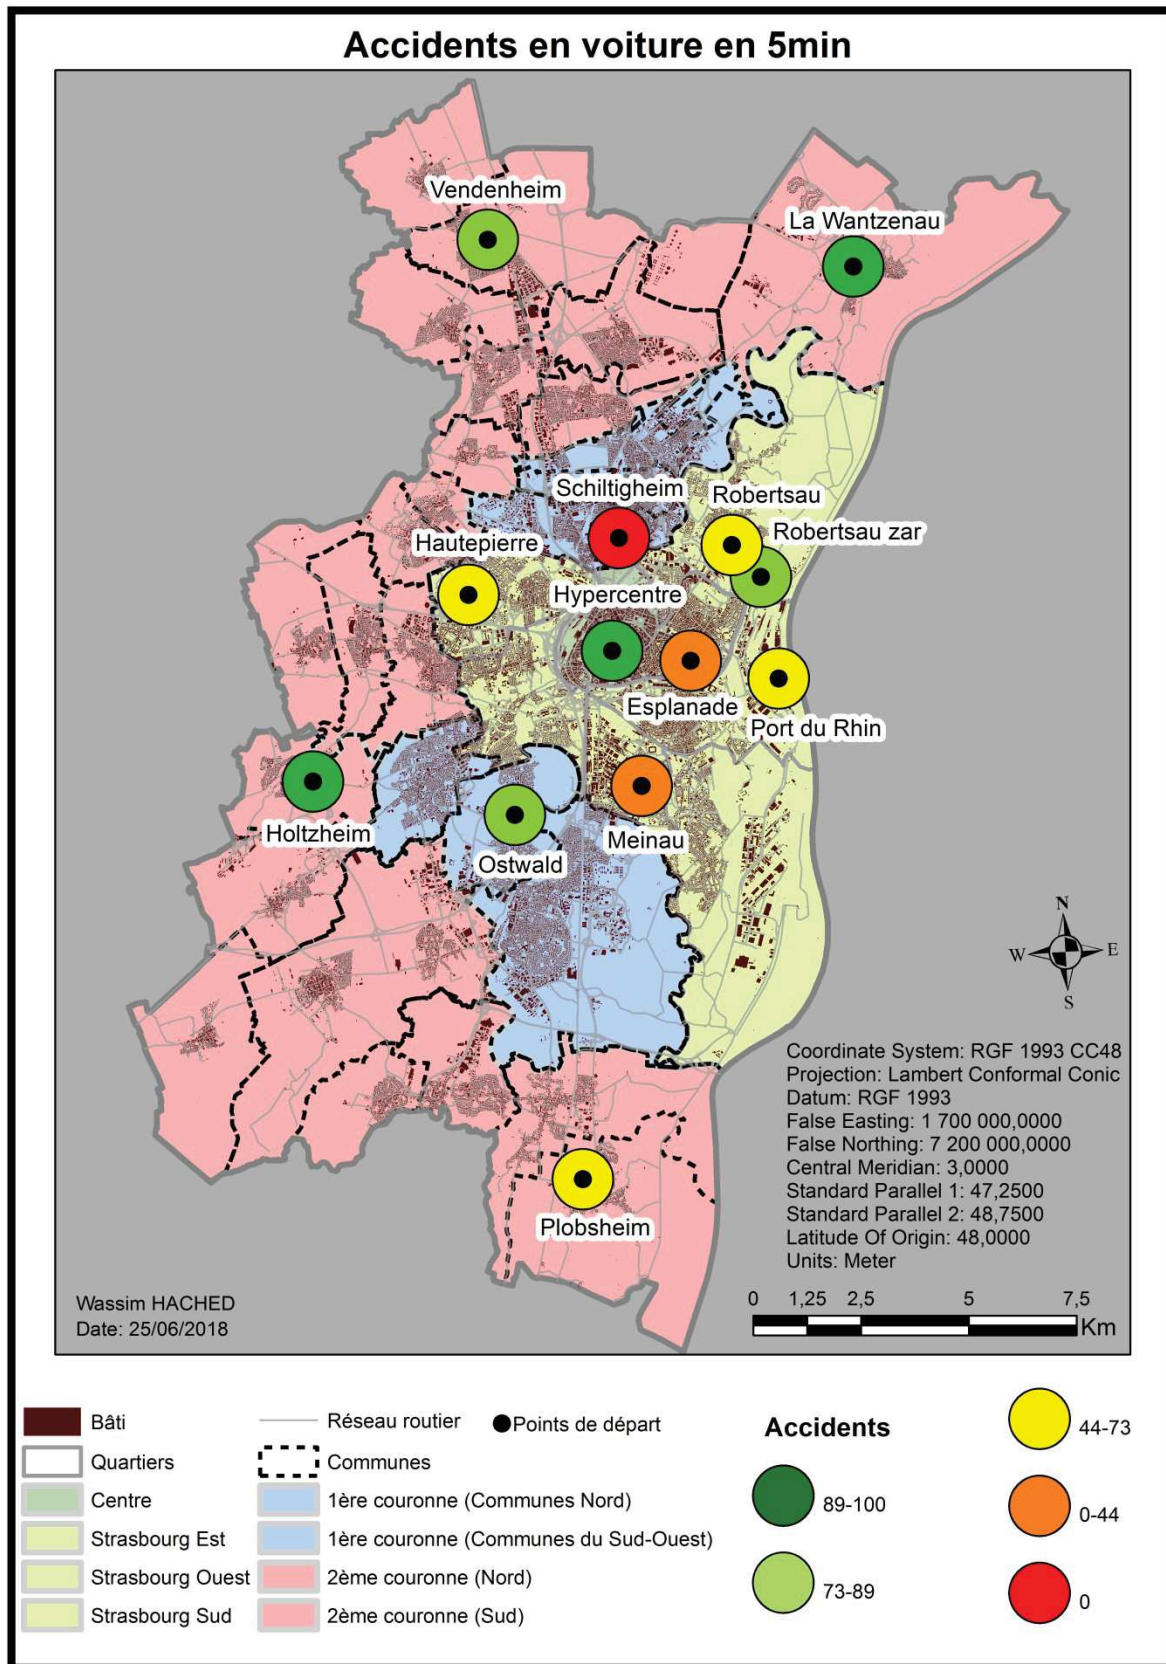 Accidents en voiture en 5min
Vendenheim
La Wantzenau
Schiltigheim
Robertsau
Hautepierre
Robertsau zar
Hypercentre
Esplanade
Port du Rhin
Holtzheim
Meinau
Ostwald
Plobsheim
N
W
E
S
Coordinate System: RGF 1993 CC48
Projection: Lambert Conformal Conic
Datum: RGF 1993
False Easting: 1 700 000,0000
False Northing: 7 200 000,0000
Central Meridian: 3,0000
Standard Parallel 1: 47,2500
Standard Parallel 2: 48,7500
Latitude Of Origin: 48,0000
Units: Meter
Wassim HACHED
Date: 25/06/2018
0 1,25 2,5 5 7,5
Km
Bâti
Quartiers
Centre
Strasbourg Est
Strasbourg Ouest
Strasbourg Sud
Réseau routier
Communes
1ère couronne (Communes Nord)
1ère couronne (Communes du Sud-Ouest)
2ème couronne (Nord)
2ème couronne (Sud)
Points de départ
Accidents
89-100
73-89
44-73
0-44
0